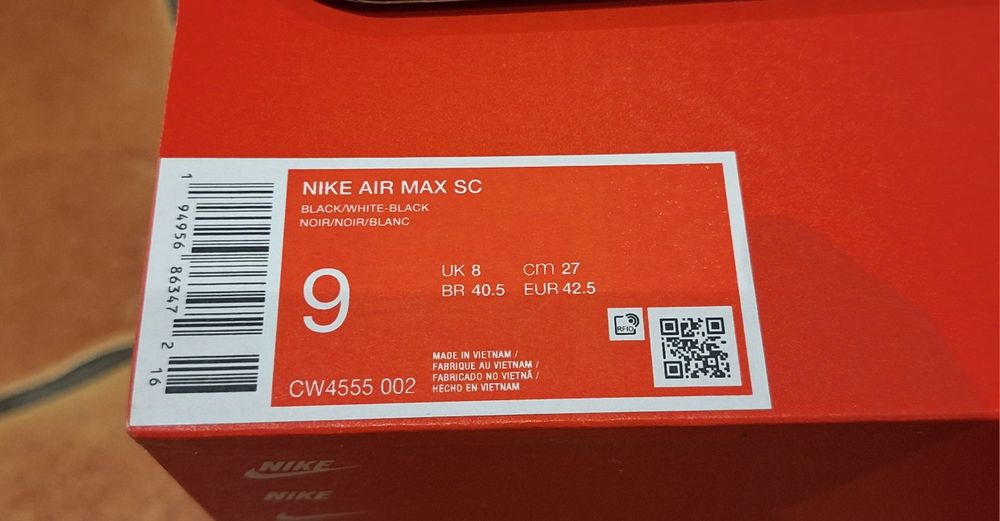 NIKE AIR MAX SC
BLACK/WHITE-BLACK
NOIR/NOIR/BLANC
9
UK 8 cm 27
BR 40.5 EUR 42.5
RFID
MADE IN VIETNAM /
FABRIQUE AU VIETNAM /
FABRICADO NO VIETNÃ /
HECHO EN VIETNAM
CW4555 002
1 94956 86347 2 16
NIKE
NIKE